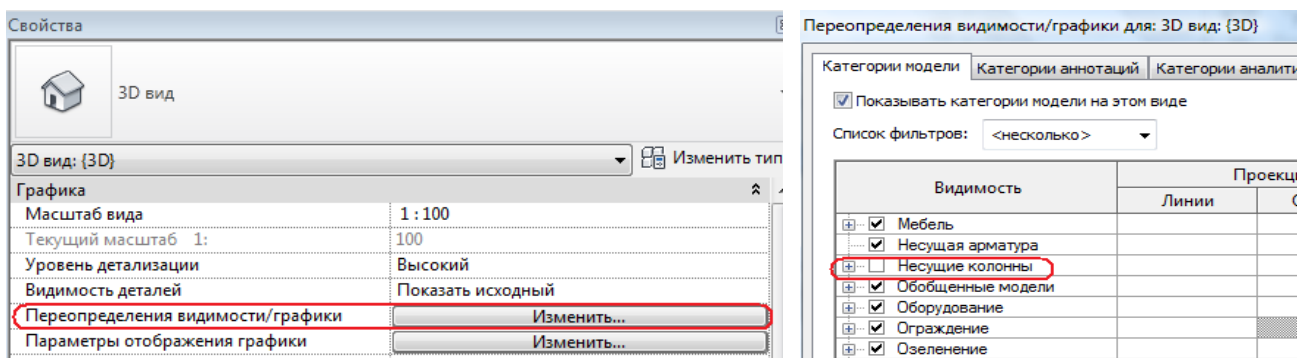 Свойства
3D вид
3D вид: {3D}
Изменить тип
Графика
Масштаб вида 1 : 100
Текущий масштаб 1: 100
Уровень детализации Высокий
Видимость деталей Показать исходный
Переопределения видимости/графики Изменить...
Параметры отображения графики Изменить...
Переопределения видимости/графики для: 3D вид: {3D}
Категории модели Категории аннотаций Категории аналити
Показывать категории модели на этом виде
Список фильтров: <несколько>
Видимость
Проекци
Линии
Мебель
Несущая арматура
Несущие колонны
Обобщенные модели
Оборудование
Ограждение
Озеленение